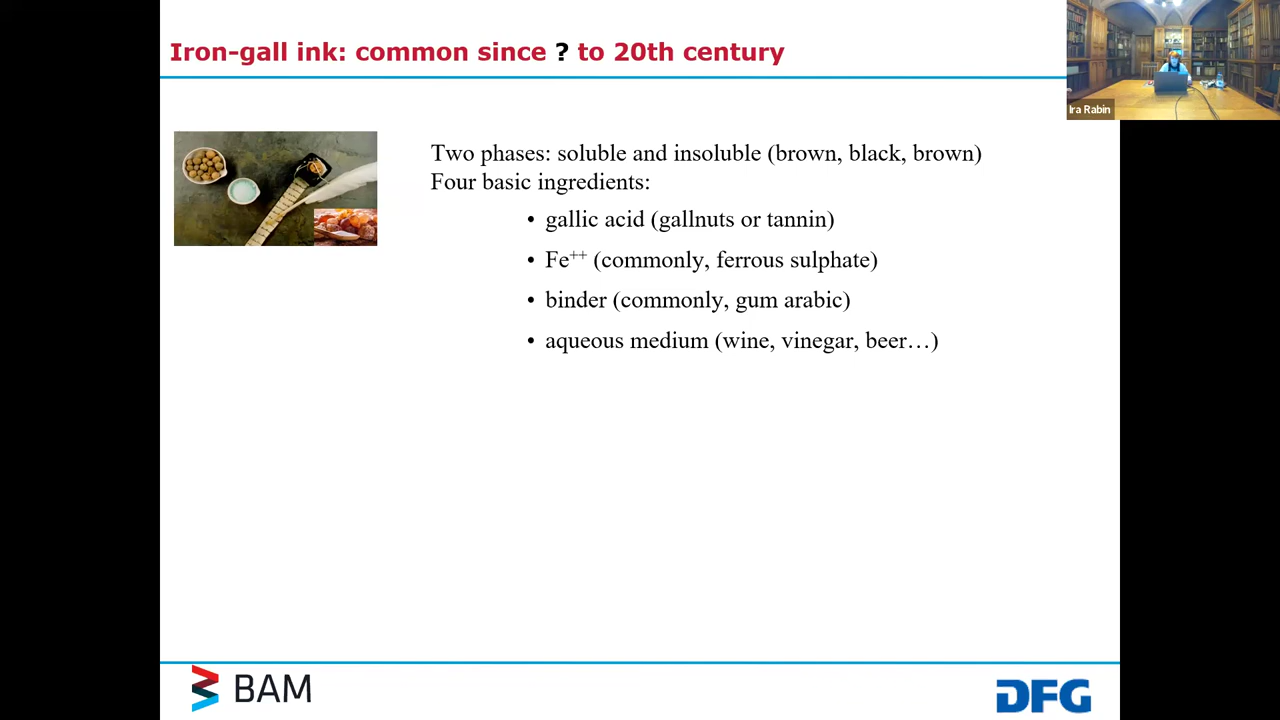 Iron-gall ink: common since ? to 20th century
Ira Rabin
Two phases: soluble and insoluble (brown, black, brown)
Four basic ingredients:
• gallic acid (gallnuts or tannin)
• Fe⁺⁺ (commonly, ferrous sulphate)
• binder (commonly, gum arabic)
• aqueous medium (wine, vinegar, beer…)
BAM
DFG